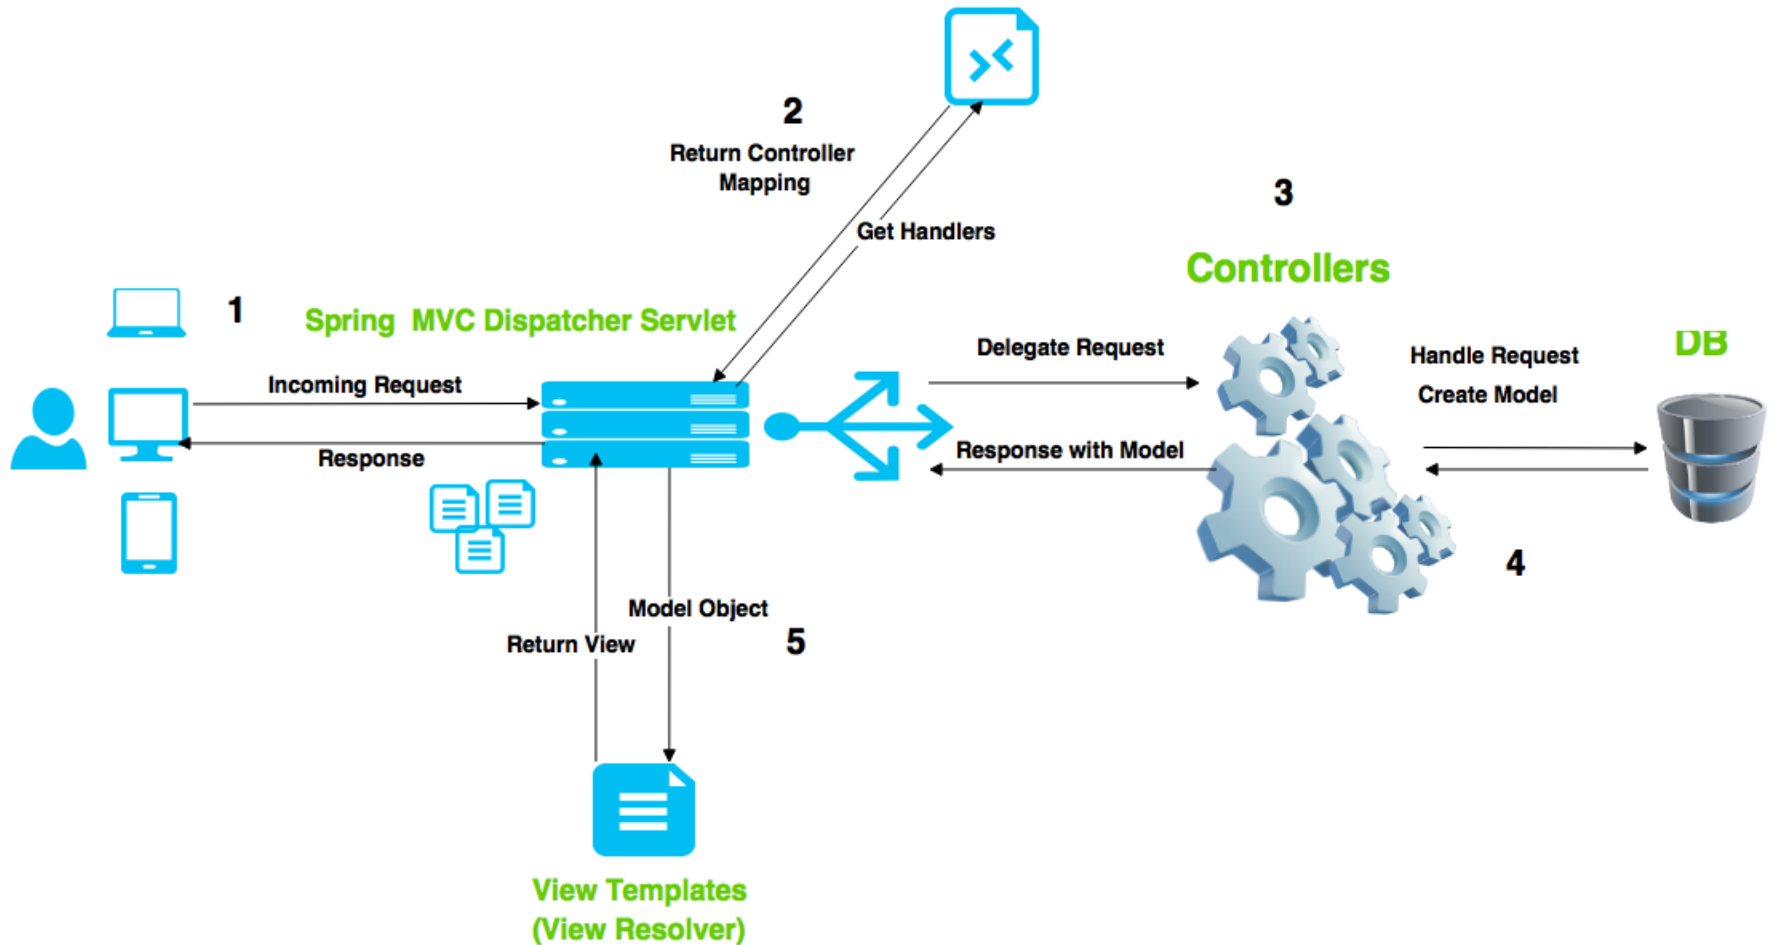 2
Return Controller
Mapping
Get Handlers
3
Controllers
1
Spring MVC Dispatcher Servlet
Incoming Request
Response
Delegate Request
Response with Model
Handle Request
Create Model
DB
4
Model Object
Return View
5
View Templates
(View Resolver)